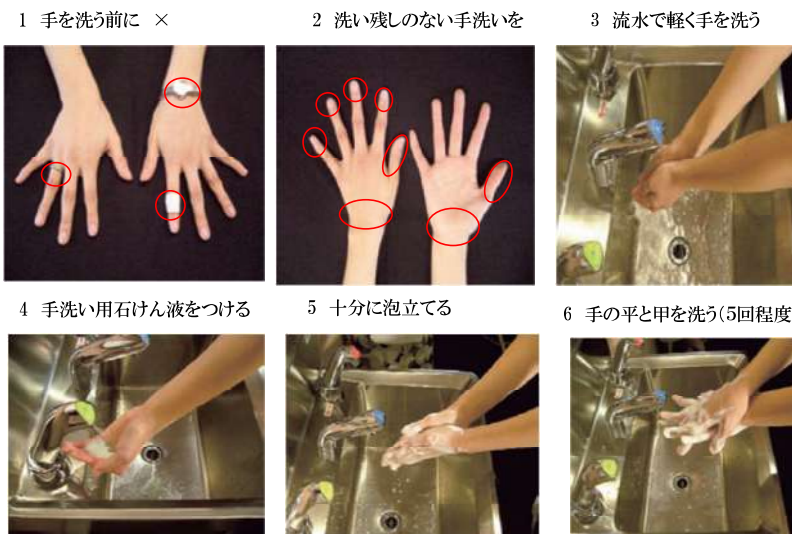 1 手を洗う前に ×
2 洗い残しのない手洗いを
3 流水で軽く手を洗う
4 手洗い用石けん液をつける
5 十分に泡立てる
6 手の平と甲を洗う(5回程度